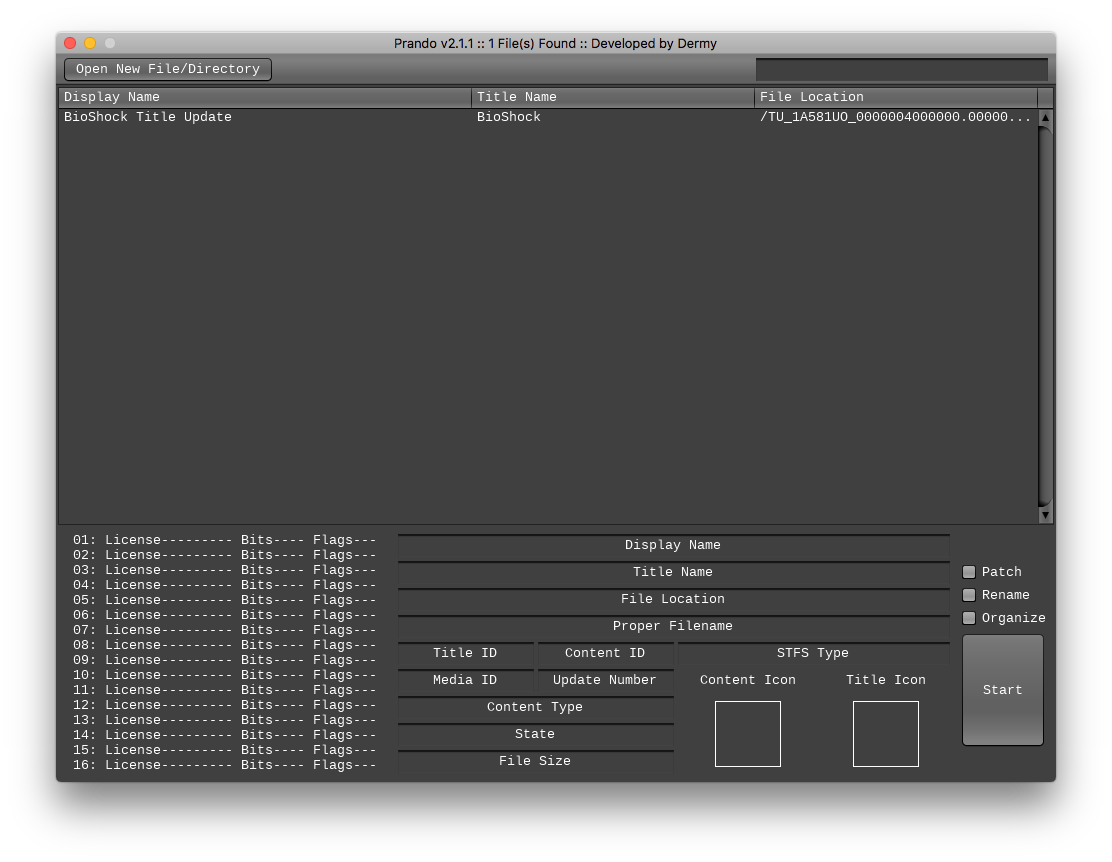 Prando v2.1.1 :: 1 File(s) Found :: Developed by Dermy
Open New File/Directory
Display Name Title Name File Location
BioShock Title Update BioShock /TU_1A581UO_0000004000000.00000...
01: License--------- Bits---- Flags---
02: License--------- Bits---- Flags---
03: License--------- Bits---- Flags---
04: License--------- Bits---- Flags---
05: License--------- Bits---- Flags---
06: License--------- Bits---- Flags---
07: License--------- Bits---- Flags---
08: License--------- Bits---- Flags---
09: License--------- Bits---- Flags---
10: License--------- Bits---- Flags---
11: License--------- Bits---- Flags---
12: License--------- Bits---- Flags---
13: License--------- Bits---- Flags---
14: License--------- Bits---- Flags---
15: License--------- Bits---- Flags---
16: License--------- Bits---- Flags---
Display Name
Title Name
File Location
Proper Filename
Title ID Content ID STFS Type
Media ID Update Number Content Icon Title Icon
Content Type
State
File Size
Patch
Rename
Organize
Start